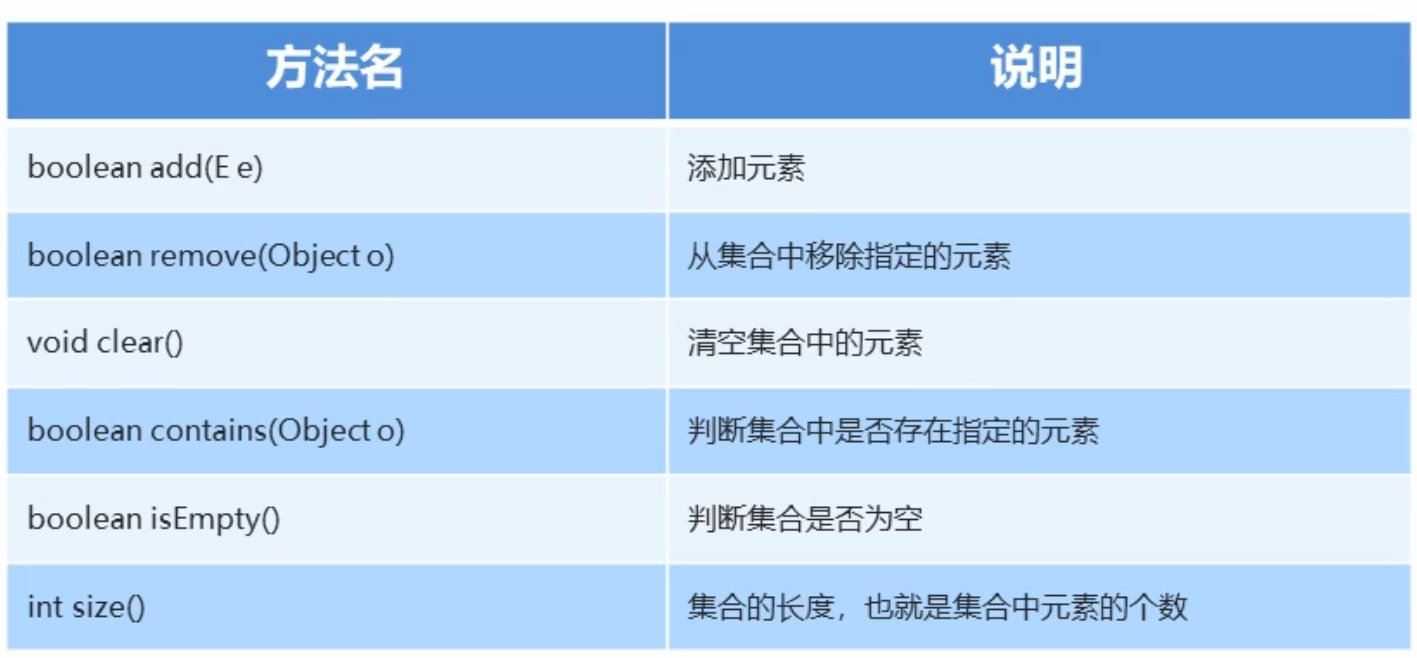 方法名 说明
boolean add(E e) 添加元素
boolean remove(Object o) 从集合中移除指定的元素
void clear() 清空集合中的元素
boolean contains(Object o) 判断集合中是否存在指定的元素
boolean isEmpty() 判断集合是否为空
int size() 集合的长度，也就是集合中元素的个数